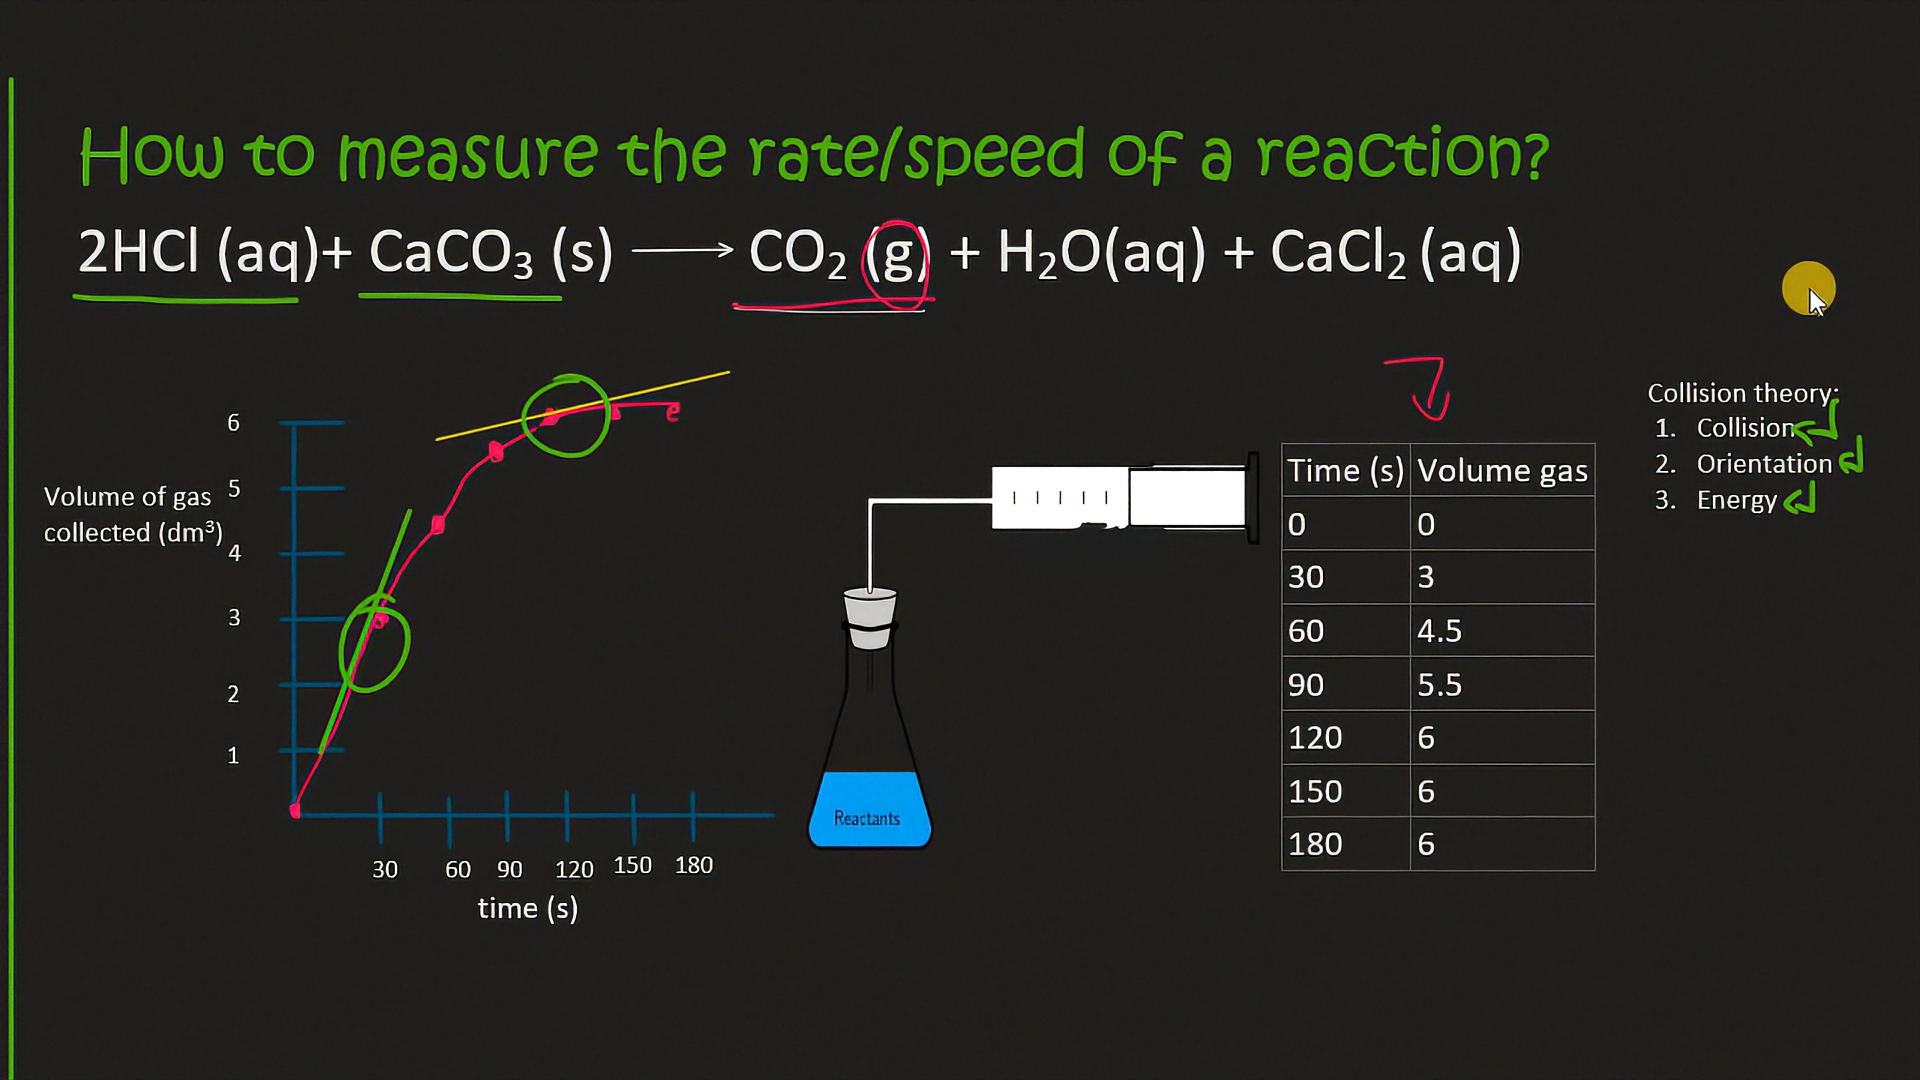 How to measure the rate/speed of a reaction?
2HCl (aq)+ CaCO₃ (s) ⟶ CO₂ (g) + H₂O(aq) + CaCl₂ (aq)
Volume of gas
collected (dm³)
6
5
4
3
2
1
30 60 90 120 150 180
time (s)
Reactants
Time (s) Volume gas
0 0
30 3
60 4.5
90 5.5
120 6
150 6
180 6
Collision theory:
1. Collision
2. Orientation
3. Energy